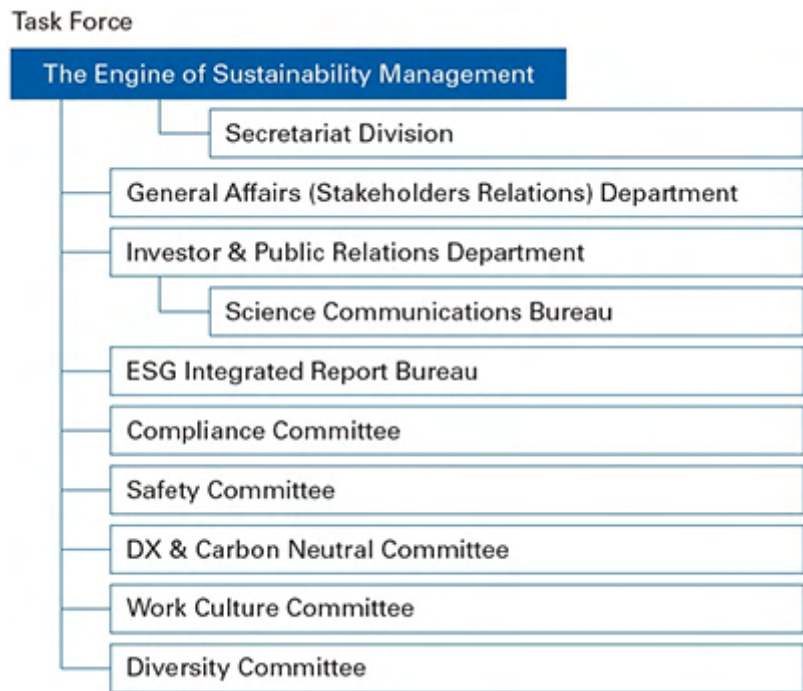 Task Force
The Engine of Sustainability Management
Secretariat Division
General Affairs (Stakeholders Relations) Department
Investor & Public Relations Department
Science Communications Bureau
ESG Integrated Report Bureau
Compliance Committee
Safety Committee
DX & Carbon Neutral Committee
Work Culture Committee
Diversity Committee